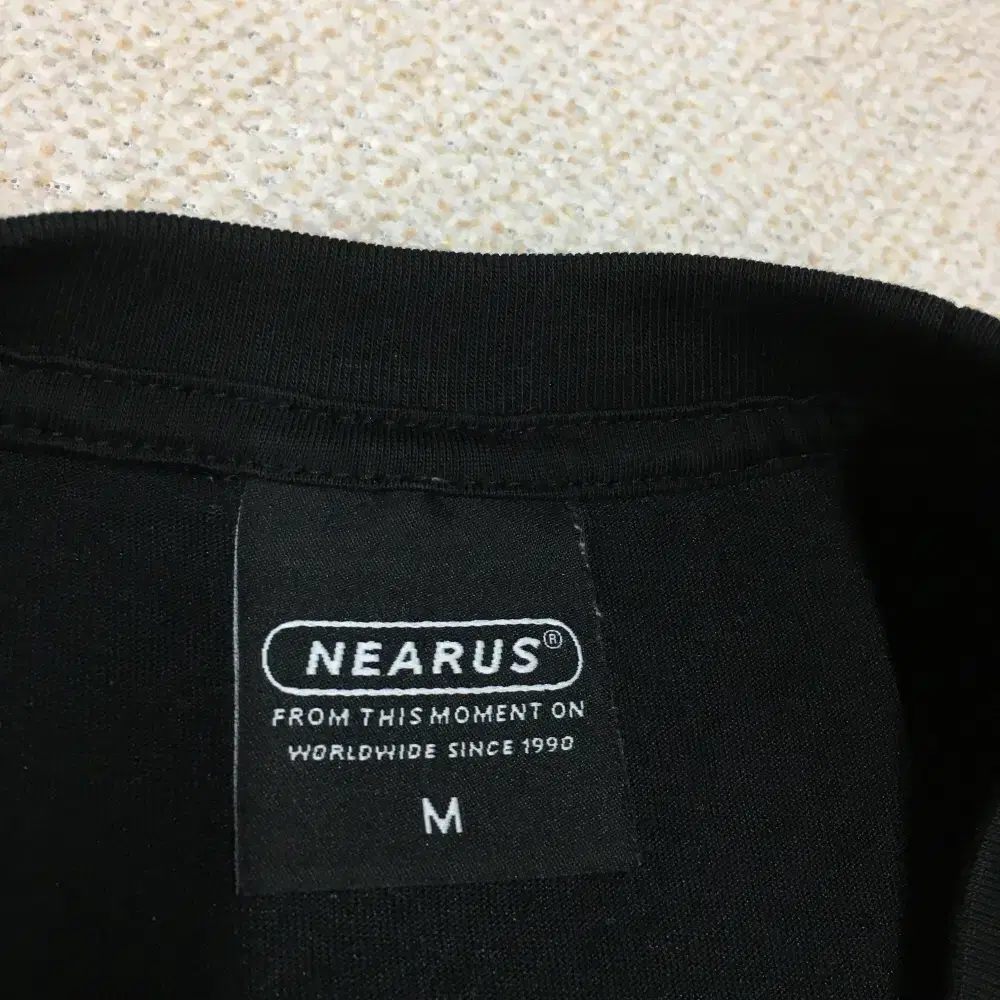 NEARUS®
FROM THIS MOMENT ON
WORLDWIDE SINCE 1990
M